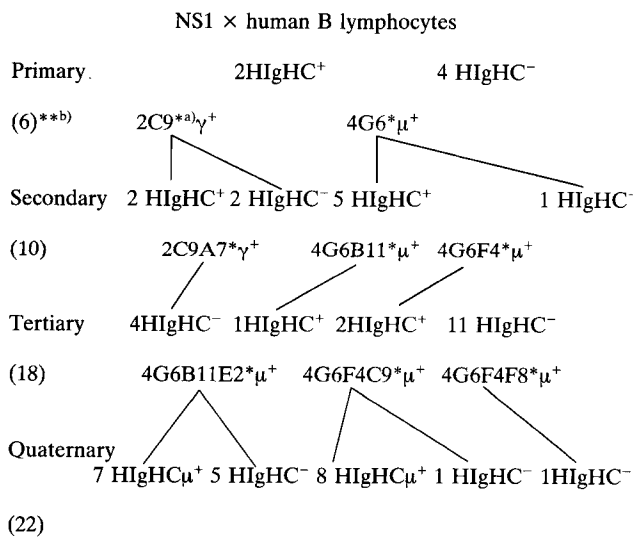 NS1 × human B lymphocytes
Primary. 2HIgHC⁺ 4 HIgHC⁻
(6)**ᵇ⁾ 2C9*ᵃ⁾γ⁺ 4G6*μ⁺
Secondary 2 HIgHC⁺ 2 HIgHC⁻ 5 HIgHC⁺ 1 HIgHC⁻
(10) 2C9A7*γ⁺ 4G6B11*μ⁺ 4G6F4*μ⁺
Tertiary 4HIgHC⁻ 1HIgHC⁺ 2HIgHC⁺ 11 HIgHC⁻
(18) 4G6B11E2*μ⁺ 4G6F4C9*μ⁺ 4G6F4F8*μ⁺
Quaternary
7 HIgHCμ⁺ 5 HIgHC⁻ 8 HIgHCμ⁺ 1 HIgHC⁻ 1HIgHC⁻
(22)